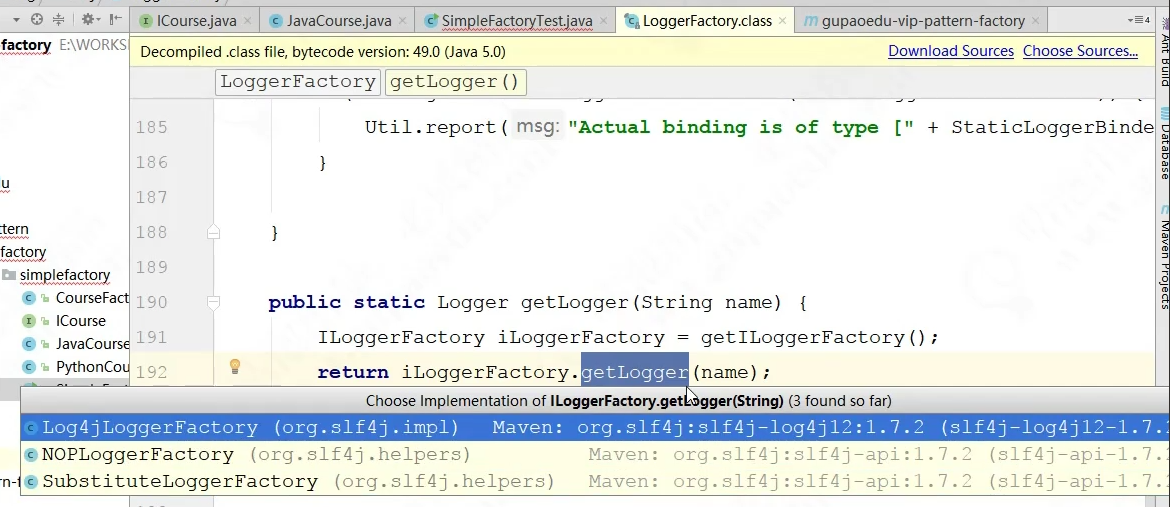 ICourse.java JavaCourse.java SimpleFactoryTest.java LoggerFactory.class gupaoedu-vip-pattern-factory
factory E:\WORKS
Decompiled .class file, bytecode version: 49.0 (Java 5.0) Download Sources Choose Sources...
LoggerFactory getLogger()
185 Util.report( msg: "Actual binding is of type [" + StaticLoggerBinde
186 }
187
188 }
189
190 public static Logger getLogger(String name) {
191 ILoggerFactory iLoggerFactory = getILoggerFactory();
192 return iLoggerFactory.getLogger(name);
ttern
factory
simplefactory
CourseFact
ICourse
JavaCourse
PythonCou
Choose Implementation of ILoggerFactory.getLogger(String) (3 found so far)
Log4jLoggerFactory (org.slf4j.impl) Maven: org.slf4j:slf4j-log4j12:1.7.2 (slf4j-log4j12-1.7.2
NOPLoggerFactory (org.slf4j.helpers) Maven: org.slf4j:slf4j-api:1.7.2 (slf4j-api-1.7.2
SubstituteLoggerFactory (org.slf4j.helpers) Maven: org.slf4j:slf4j-api:1.7.2 (slf4j-api-1.7.2
Ant Build
Database
Maven Projects